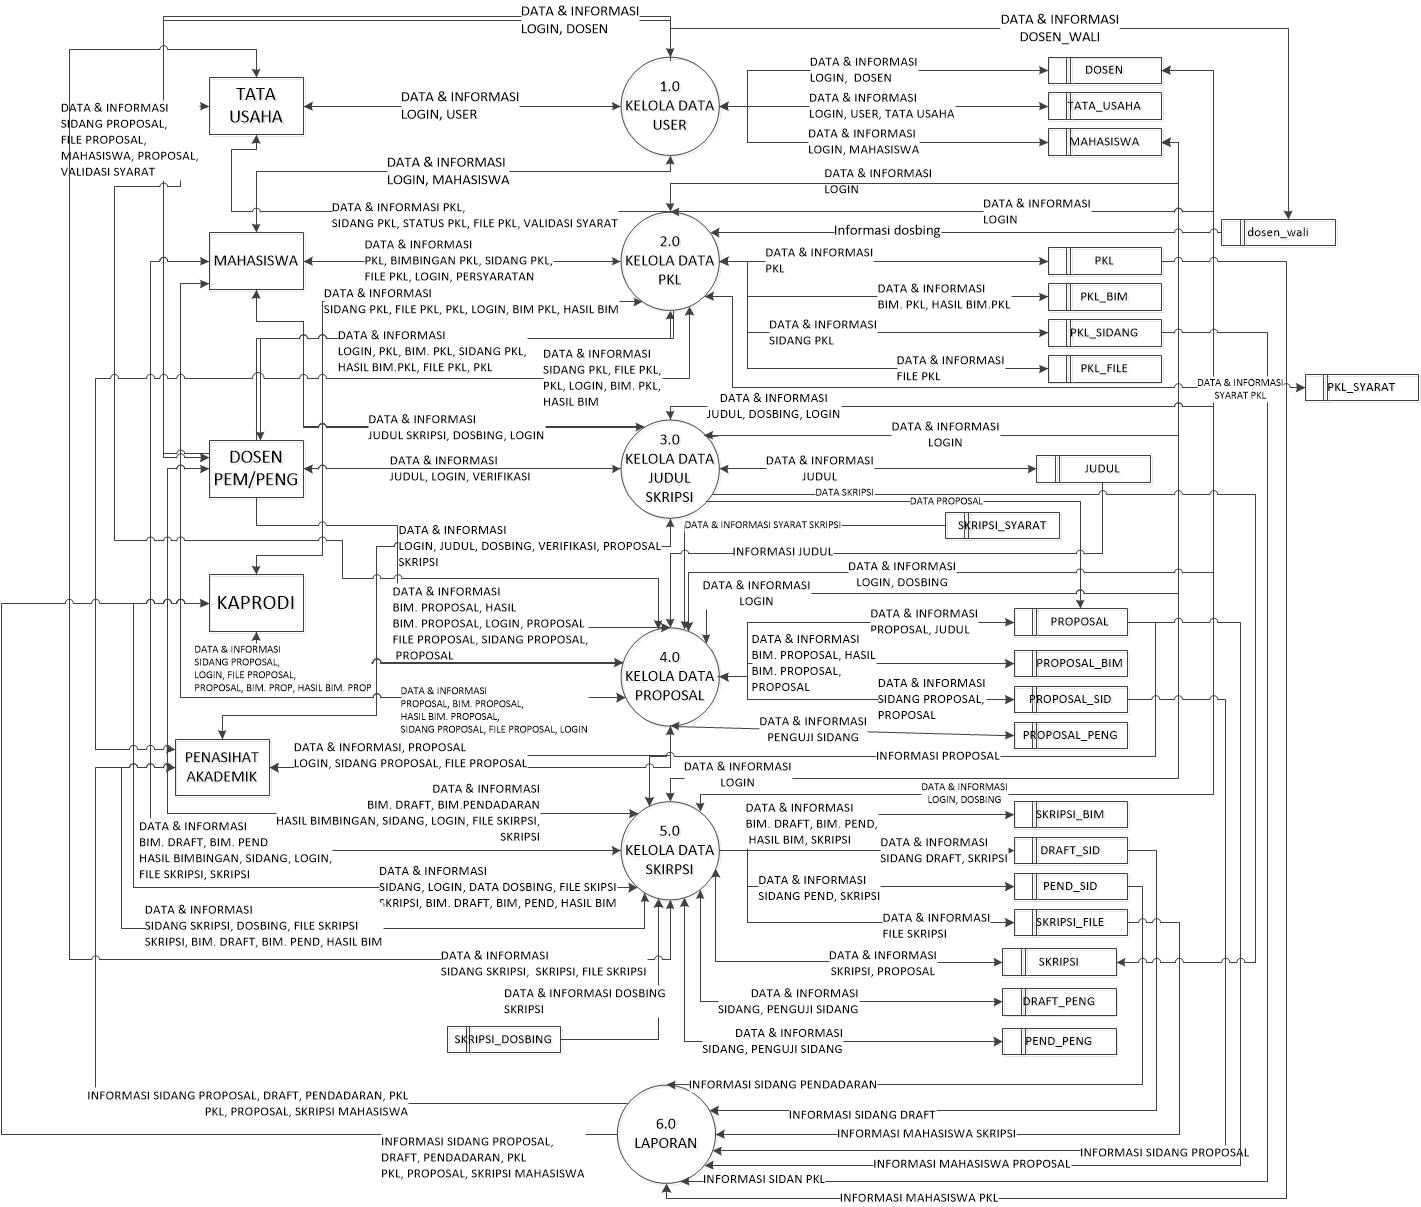 DATA & INFORMASI
LOGIN, DOSEN
DATA & INFORMASI
DOSEN_WALI
TATA
USAHA
DATA & INFORMASI
LOGIN, USER
1.0
KELOLA DATA
USER
DATA & INFORMASI
LOGIN, DOSEN
DOSEN
DATA & INFORMASI
LOGIN, USER, TATA USAHA
TATA_USAHA
DATA & INFORMASI
LOGIN, MAHASISWA
MAHASISWA
DATA & INFORMASI
SIDANG PROPOSAL,
FILE PROPOSAL,
MAHASISWA, PROPOSAL,
VALIDASI SYARAT
DATA & INFORMASI
LOGIN, MAHASISWA
DATA & INFORMASI
LOGIN
DATA & INFORMASI PKL,
SIDANG PKL, STATUS PKL, FILE PKL, VALIDASI SYARAT
DATA & INFORMASI
LOGIN
Informasi dosbing
dosen_wali
MAHASISWA
DATA & INFORMASI
PKL, BIMBINGAN PKL, SIDANG PKL,
FILE PKL, LOGIN, PERSYARATAN
2.0
KELOLA DATA
PKL
DATA & INFORMASI
PKL
PKL
DATA & INFORMASI
SIDANG PKL, FILE PKL, PKL, LOGIN, BIM PKL, HASIL BIM
DATA & INFORMASI
BIM. PKL, HASIL BIM.PKL
PKL_BIM
DATA & INFORMASI
SIDANG PKL
PKL_SIDANG
DATA & INFORMASI
LOGIN, PKL, BIM. PKL, SIDANG PKL,
HASIL BIM.PKL, FILE PKL, PKL
DATA & INFORMASI
SIDANG PKL, FILE PKL,
PKL, LOGIN, BIM. PKL,
HASIL BIM
DATA & INFORMASI
FILE PKL
PKL_FILE
DATA & INFORMASI
SYARAT PKL
PKL_SYARAT
DATA & INFORMASI
JUDUL, DOSBING, LOGIN
DATA & INFORMASI
JUDUL SKRIPSI, DOSBING, LOGIN
DATA & INFORMASI
LOGIN
DOSEN
PEM/PENG
DATA & INFORMASI
JUDUL, LOGIN, VERIFIKASI
3.0
KELOLA DATA
JUDUL
SKRIPSI
DATA & INFORMASI
JUDUL
JUDUL
DATA SKRIPSI
DATA PROPOSAL
DATA & INFORMASI SYARAT SKRIPSI
SKRIPSI_SYARAT
DATA & INFORMASI
LOGIN, JUDUL, DOSBING, VERIFIKASI, PROPOSAL
SKRIPSI
INFORMASI JUDUL
DATA & INFORMASI
LOGIN, DOSBING
DATA & INFORMASI
LOGIN
KAPRODI
DATA & INFORMASI
BIM. PROPOSAL, HASIL
BIM. PROPOSAL, LOGIN, PROPOSAL
FILE PROPOSAL, SIDANG PROPOSAL,
PROPOSAL
DATA & INFORMASI
PROPOSAL, JUDUL
PROPOSAL
DATA & INFORMASI
SIDANG PROPOSAL,
LOGIN, FILE PROPOSAL,
PROPOSAL, BIM. PROP, HASIL BIM. PROP
4.0
KELOLA DATA
PROPOSAL
DATA & INFORMASI
BIM. PROPOSAL, HASIL
BIM. PROPOSAL,
PROPOSAL
PROPOSAL_BIM
DATA & INFORMASI
PROPOSAL, BIM. PROPOSAL,
HASIL BIM. PROPOSAL,
SIDANG PROPOSAL, FILE PROPOSAL, LOGIN
DATA & INFORMASI
SIDANG PROPOSAL,
PROPOSAL
PROPOSAL_SID
DATA & INFORMASI
PENGUJI SIDANG
PROPOSAL_PENG
PENASIHAT
AKADEMIK
DATA & INFORMASI, PROPOSAL
LOGIN, SIDANG PROPOSAL, FILE PROPOSAL
INFORMASI PROPOSAL
DATA & INFORMASI
LOGIN
DATA & INFORMASI
LOGIN, DOSBING
DATA & INFORMASI
BIM. DRAFT, BIM.PENDADARAN
HASIL BIMBINGAN, SIDANG, LOGIN, FILE SKIRPSI,
SKRIPSI
DATA & INFORMASI
BIM. DRAFT, BIM. PEND,
HASIL BIM, SKRIPSI
SKRIPSI_BIM
DATA & INFORMASI
BIM. DRAFT, BIM. PEND
HASIL BIMBINGAN, SIDANG, LOGIN,
FILE SKRIPSI, SKRIPSI
5.0
KELOLA DATA
SKIRPSI
DATA & INFORMASI
SIDANG DRAFT, SKRIPSI
DRAFT_SID
DATA & INFORMASI
SIDANG, LOGIN, DATA DOSBING, FILE SKIPSI
SKRIPSI, BIM. DRAFT, BIM, PEND, HASIL BIM
DATA & INFORMASI
SIDANG PEND, SKRIPSI
PEND_SID
DATA & INFORMASI
SIDANG SKRIPSI, DOSBING, FILE SKRIPSI
SKRIPSI, BIM. DRAFT, BIM. PEND, HASIL BIM
DATA & INFORMASI
FILE SKRIPSI
SKRIPSI_FILE
DATA & INFORMASI
SIDANG SKRIPSI, SKRIPSI, FILE SKRIPSI
DATA & INFORMASI
SKRIPSI, PROPOSAL
SKRIPSI
DATA & INFORMASI DOSBING
SKRIPSI
DATA & INFORMASI
SIDANG, PENGUJI SIDANG
DRAFT_PENG
SKRIPSI_DOSBING
DATA & INFORMASI
SIDANG, PENGUJI SIDANG
PEND_PENG
INFORMASI SIDANG PENDADARAN
INFORMASI SIDANG PROPOSAL, DRAFT, PENDADARAN, PKL
PKL, PROPOSAL, SKRIPSI MAHASISWA
INFORMASI SIDANG DRAFT
6.0
LAPORAN
INFORMASI MAHASISWA SKRIPSI
INFORMASI SIDANG PROPOSAL,
DRAFT, PENDADARAN, PKL
PKL, PROPOSAL, SKRIPSI MAHASISWA
INFORMASI SIDANG PROPOSAL
INFORMASI MAHASISWA PROPOSAL
INFORMASI SIDAN PKL
INFORMASI MAHASISWA PKL